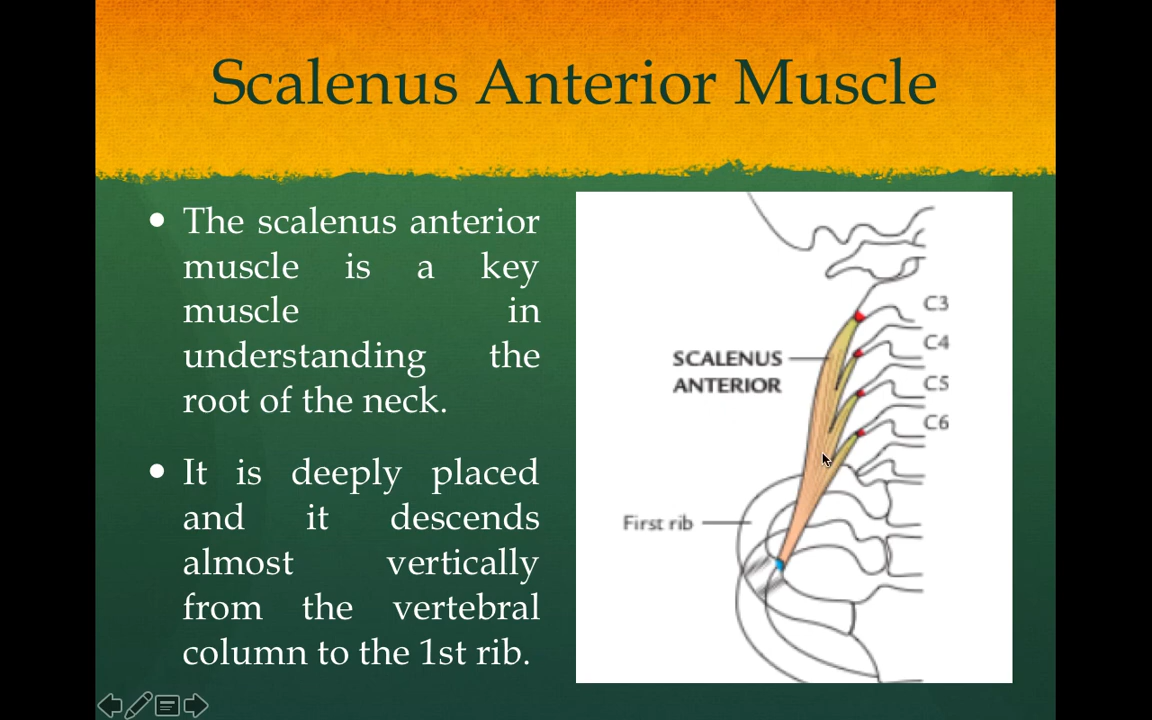 Scalenus Anterior Muscle
• The scalenus anterior
muscle is a key
muscle in
understanding the
root of the neck.
• It is deeply placed
and it descends
almost vertically
from the vertebral
column to the 1st rib.
C3
C4
SCALENUS
ANTERIOR
C5
C6
First rib